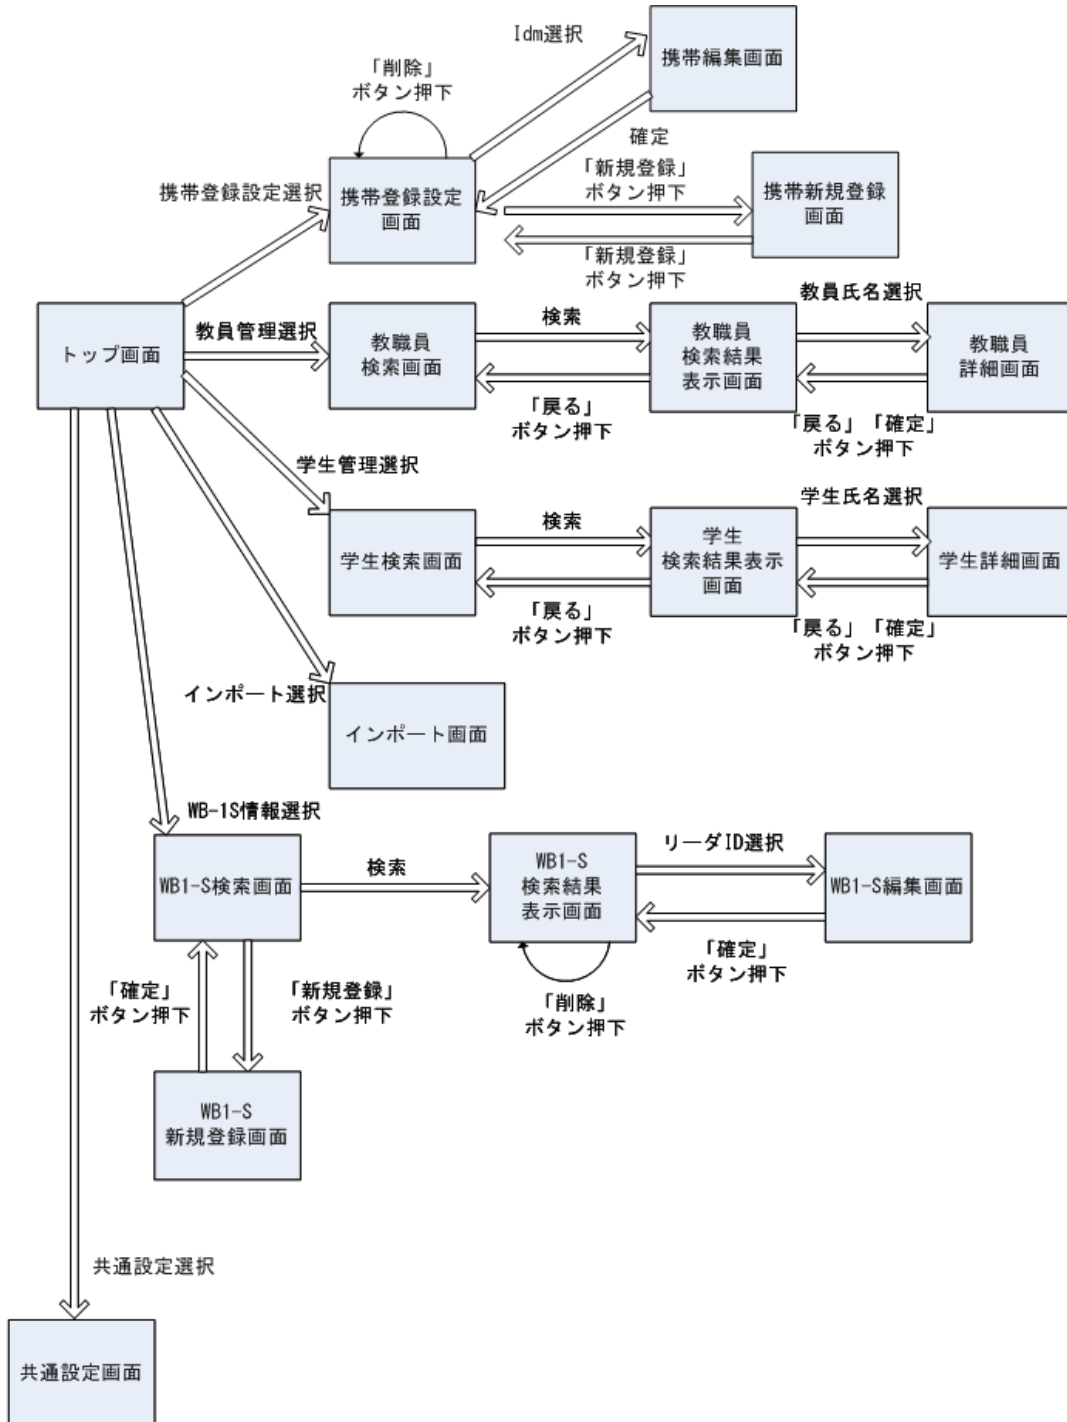 Idm選択
携帯編集画面
「削除」
ボタン押下
確定
携帯登録設定選択
携帯登録設定
画面
「新規登録」
ボタン押下
携帯新規登録
画面
「新規登録」
ボタン押下
トップ画面
教員管理選択
教職員
検索画面
検索
教職員
検索結果
表示画面
教員氏名選択
教職員
詳細画面
「戻る」
ボタン押下
「戻る」「確定」
ボタン押下
学生管理選択
学生検索画面
検索
学生
検索結果表示
画面
学生氏名選択
学生詳細画面
「戻る」
ボタン押下
「戻る」「確定」
ボタン押下
インポート選択
インポート画面
WB-1S情報選択
WB1-S検索画面
検索
WB1-S
検索結果
表示画面
リーダID選択
WB1-S編集画面
「確定」
ボタン押下
「削除」
ボタン押下
「確定」
ボタン押下
「新規登録」
ボタン押下
WB1-S
新規登録画面
共通設定選択
共通設定画面